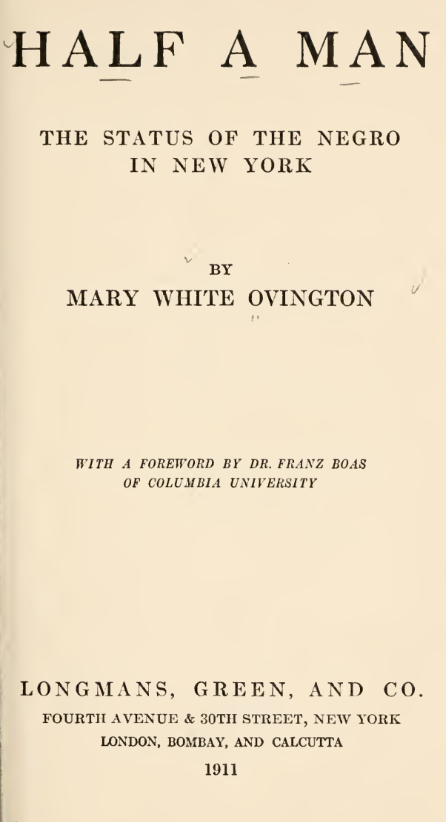 HALF A MAN
THE STATUS OF THE NEGRO
IN NEW YORK
BY
MARY WHITE OVINGTON
WITH A FOREWORD BY DR. FRANZ BOAS
OF COLUMBIA UNIVERSITY
LONGMANS, GREEN, AND CO.
FOURTH AVENUE & 30TH STREET, NEW YORK
LONDON, BOMBAY, AND CALCUTTA
1911